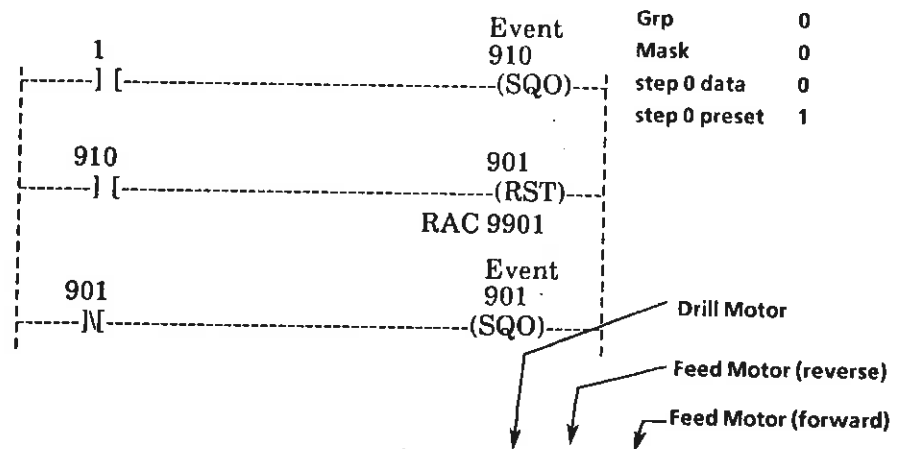 Event Grp 0
1 910 Mask 0
] [ (SQO) step 0 data 0
step 0 preset 1
910 901
] [ (RST)
RAC 9901
Event
901 901
]\[ (SQO)
Drill Motor
Feed Motor (reverse)
Feed Motor (forward)